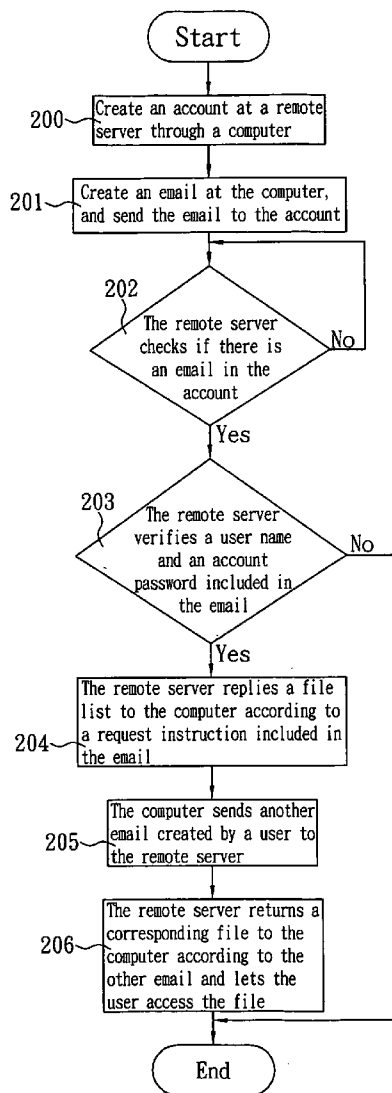 Start
200
Create an account at a remote
server through a computer
201
Create an email at the computer,
and send the email to the account
202
The remote server
checks if there is
an email in the
account
No
Yes
203
The remote server
verifies a user name
and an account
password included in
the email
No
Yes
204
The remote server replies a file
list to the computer according to
a request instruction included in
the email
205
The computer sends another
email created by a user to
the remote server
206
The remote server returns a
corresponding file to the
computer according to the
other email and lets the
user access the file
End